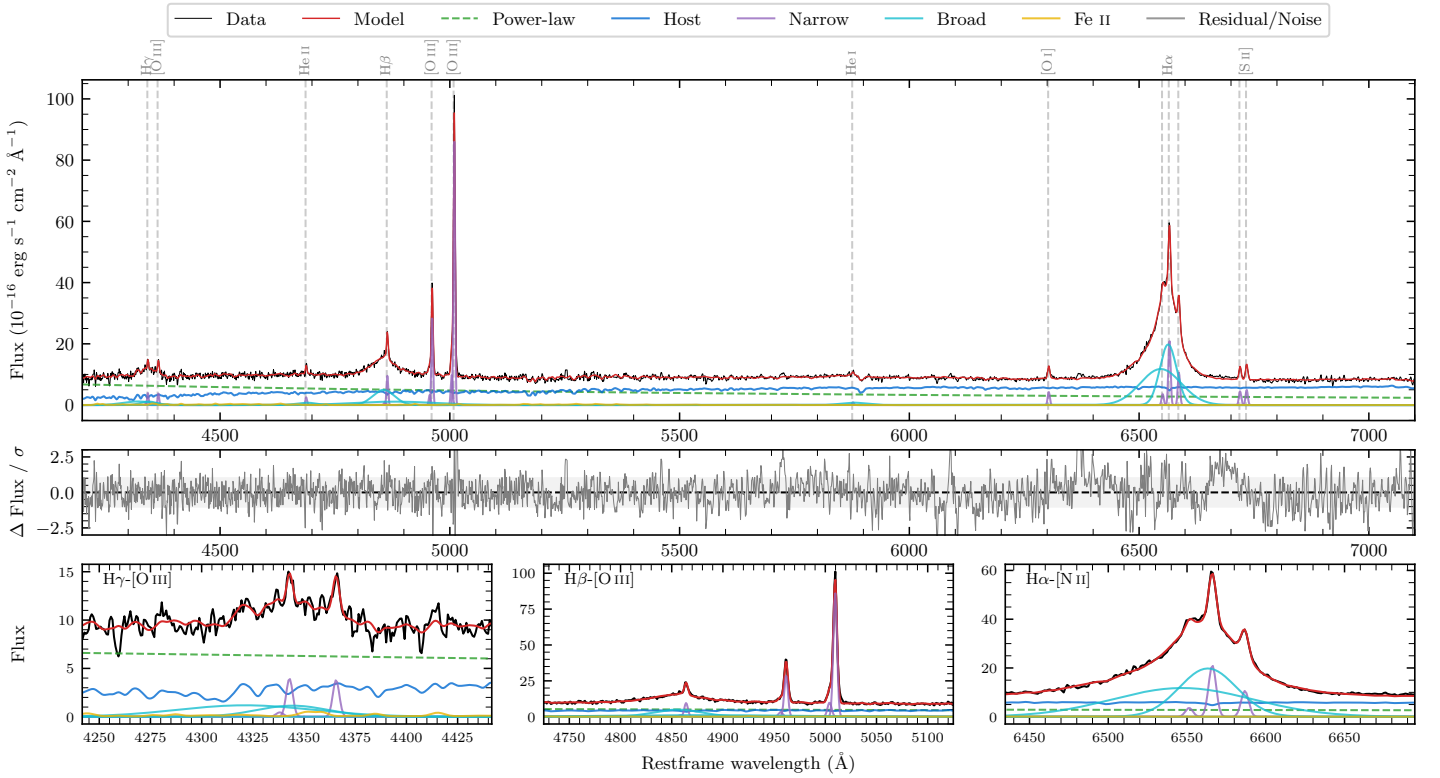 Data Model Power-law Host Narrow Broad Fe II Residual/Noise
Hγ [O III] He II Hβ [O III] [O III] He I [O I] Hα [S II]
Flux (10⁻¹⁶ erg s⁻¹ cm⁻² Å⁻¹)
100
80
60
40
20
0
4500 5000 5500 6000 6500 7000
Δ Flux / σ
2.5
0.0
−2.5
4500 5000 5500 6000 6500 7000
Flux
Hγ-[O III]
15
10
5
0
4250 4275 4300 4325 4350 4375 4400 4425
Hβ-[O III]
100
75
50
25
0
4750 4800 4850 4900 4950 5000 5050 5100
Hα-[N II]
60
40
20
0
6450 6500 6550 6600 6650
Restframe wavelength (Å)